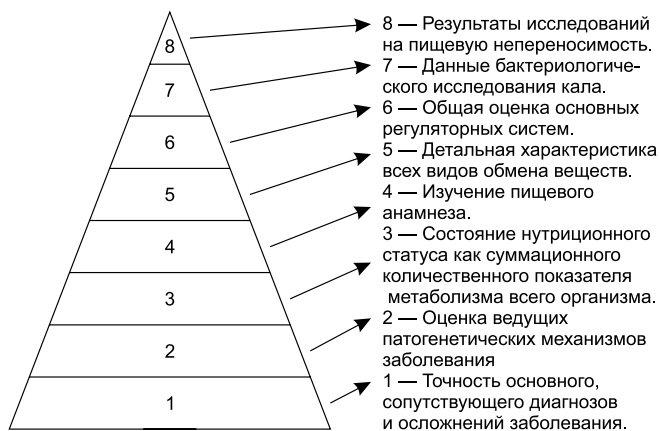 8 — Результаты исследований
на пищевую непереносимость.
7 — Данные бактериологиче-
ского исследования кала.
6 — Общая оценка основных
регуляторных систем.
5 — Детальная характеристика
всех видов обмена веществ.
4 — Изучение пищевого
анамнеза.
3 — Состояние нутриционного
статуса как суммационного
количественного показателя
метаболизма всего организма.
2 — Оценка ведущих
патогенетических механизмов
заболевания
1 — Точность основного,
сопутствующего диагнозов
и осложнений заболевания.
8
7
6
5
4
3
2
1